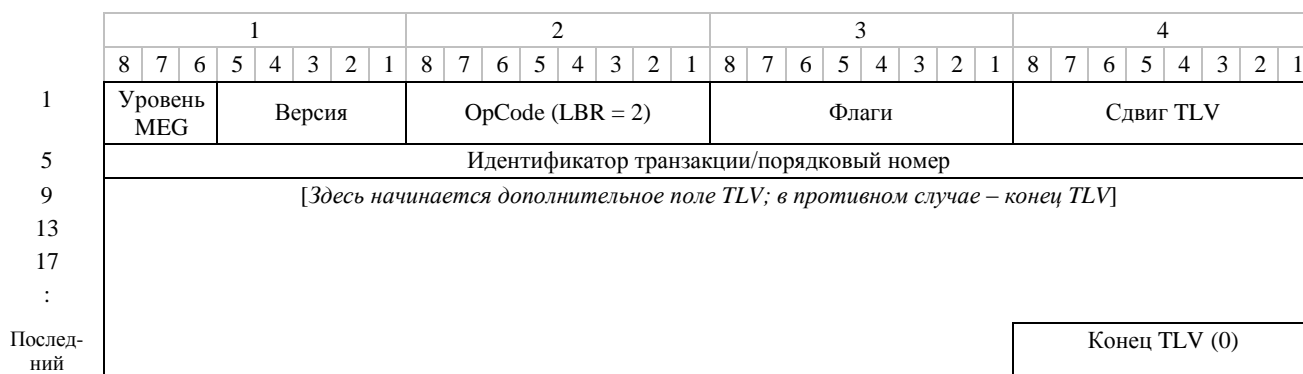 1 2 3 4
8 7 6 5 4 3 2 1 8 7 6 5 4 3 2 1 8 7 6 5 4 3 2 1 8 7 6 5 4 3 2 1
1 Уровень MEG Версия OpCode (LBR = 2) Флаги Сдвиг TLV
5 Идентификатор транзакции/порядковый номер
9 [Здесь начинается дополнительное поле TLV; в противном случае – конец TLV]
13
17
:
Послед-
ний Конец TLV (0)